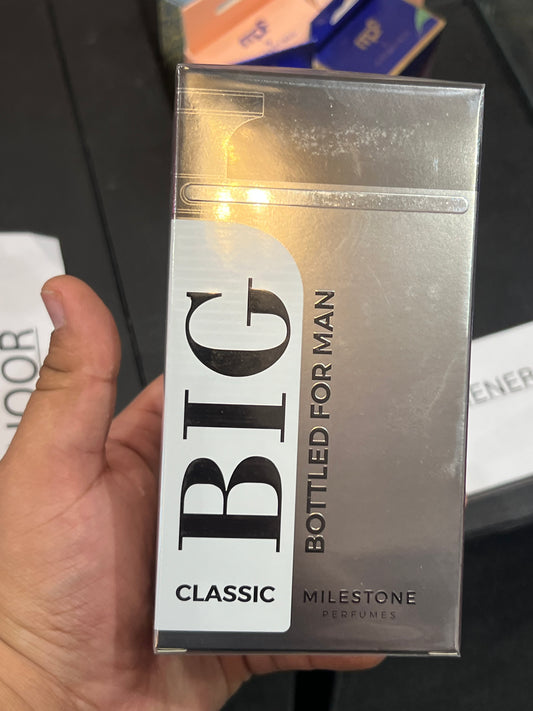 BIG
BOTTLED FOR MAN
CLASSIC
MILESTONE
PERFUMES